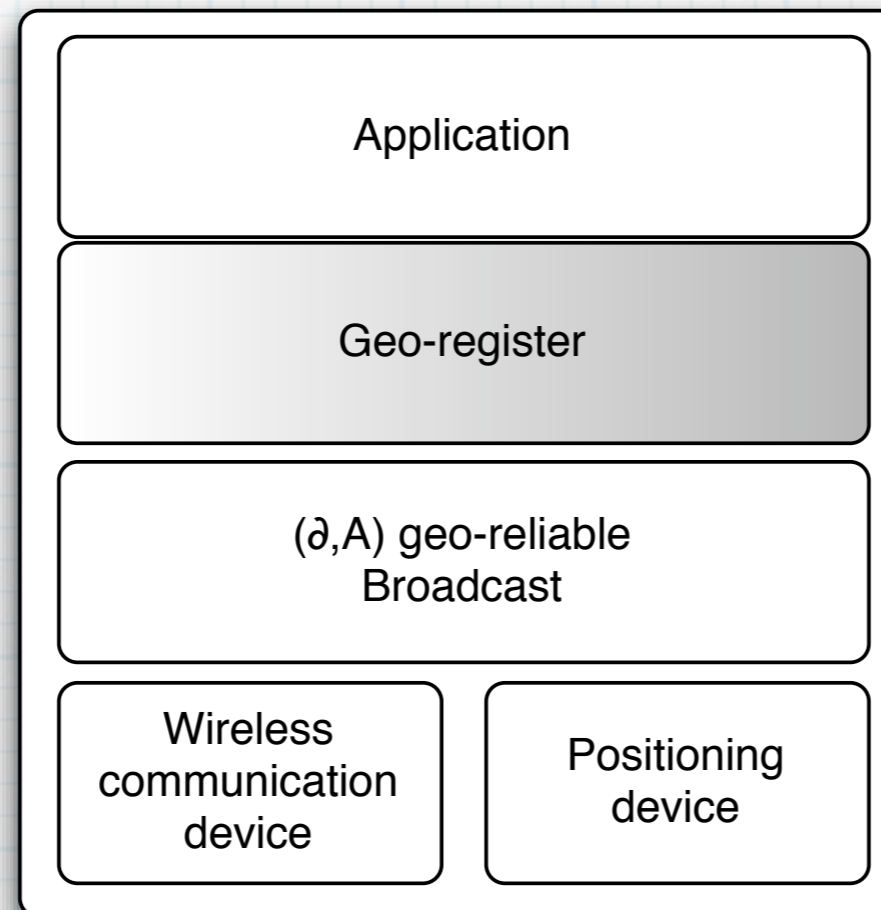 Application
Geo-register
(∂,A) geo-reliable
Broadcast
Wireless
communication
device
Positioning
device